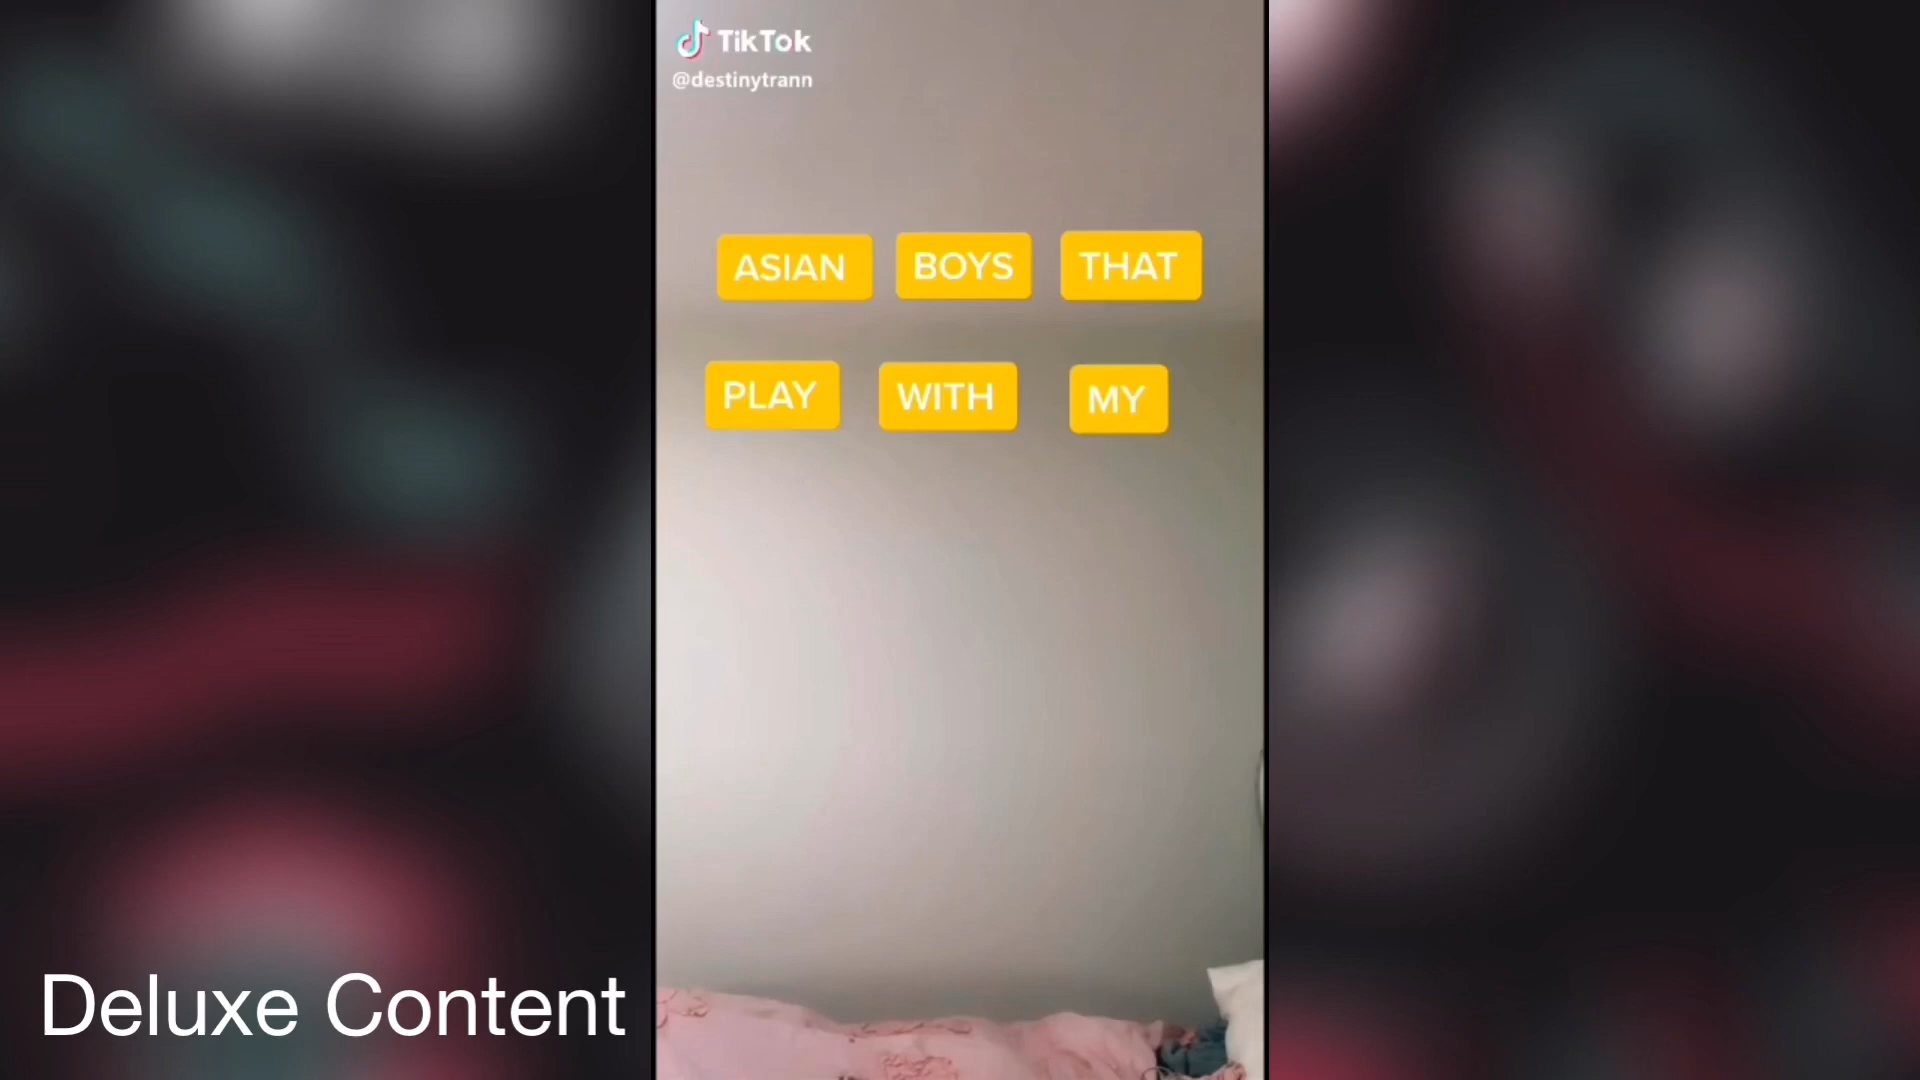 TikTok
@destinytrann
ASIAN BOYS THAT
PLAY WITH MY
Deluxe Content